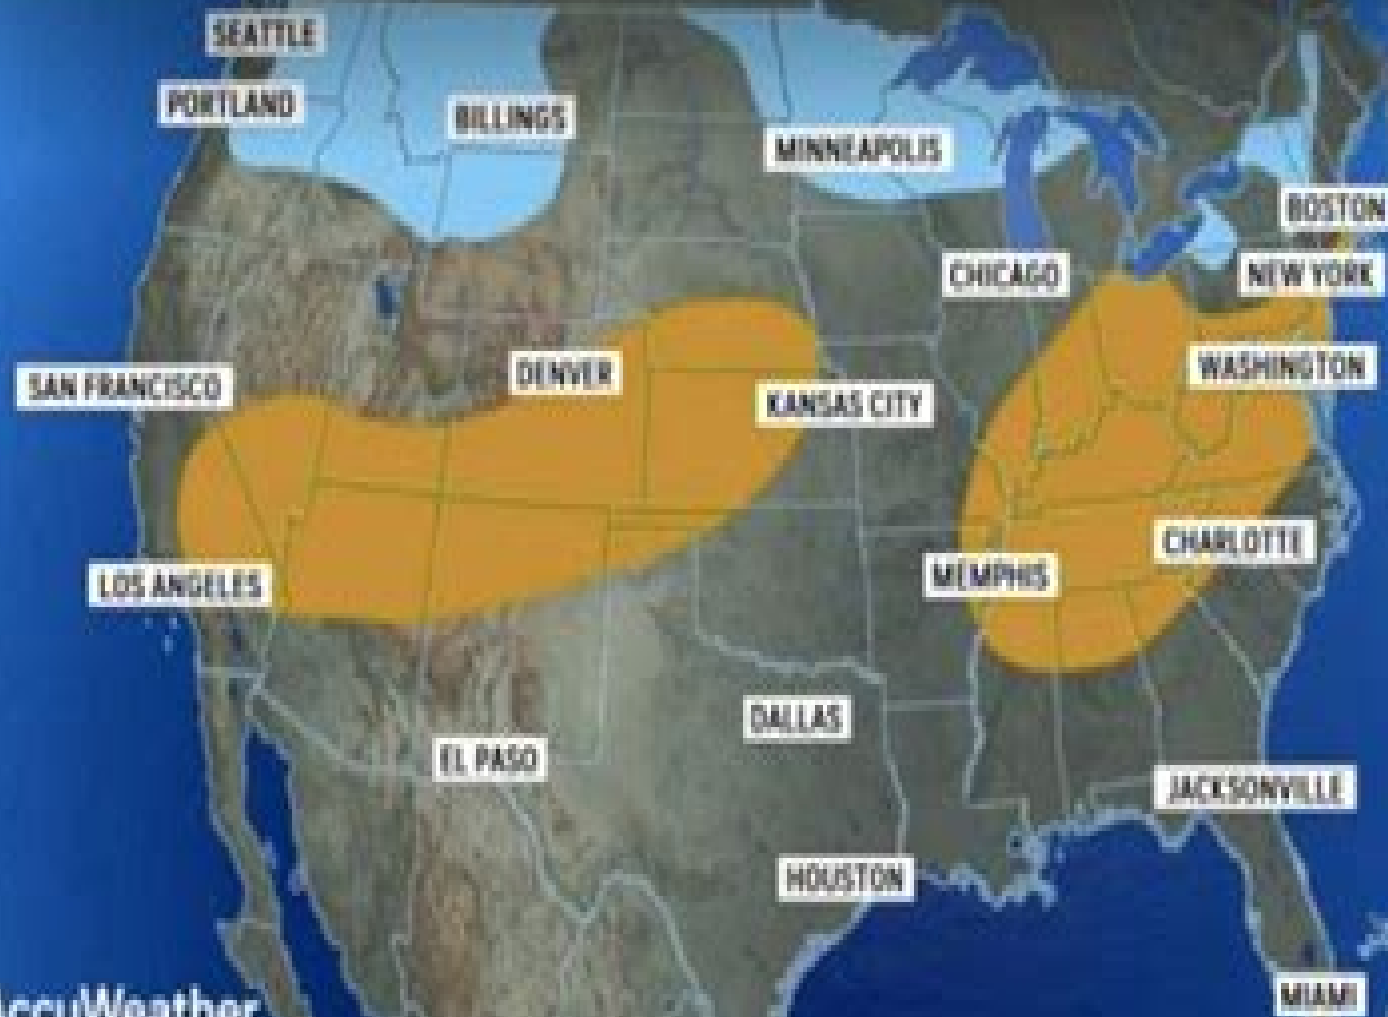 SEATTLE
PORTLAND
BILLINGS
MINNEAPOLIS
BOSTON
CHICAGO
NEW YORK
SAN FRANCISCO
DENVER
KANSAS CITY
WASHINGTON
LOS ANGELES
MEMPHIS
CHARLOTTE
DALLAS
EL PASO
JACKSONVILLE
HOUSTON
MIAMI
AccuWeather